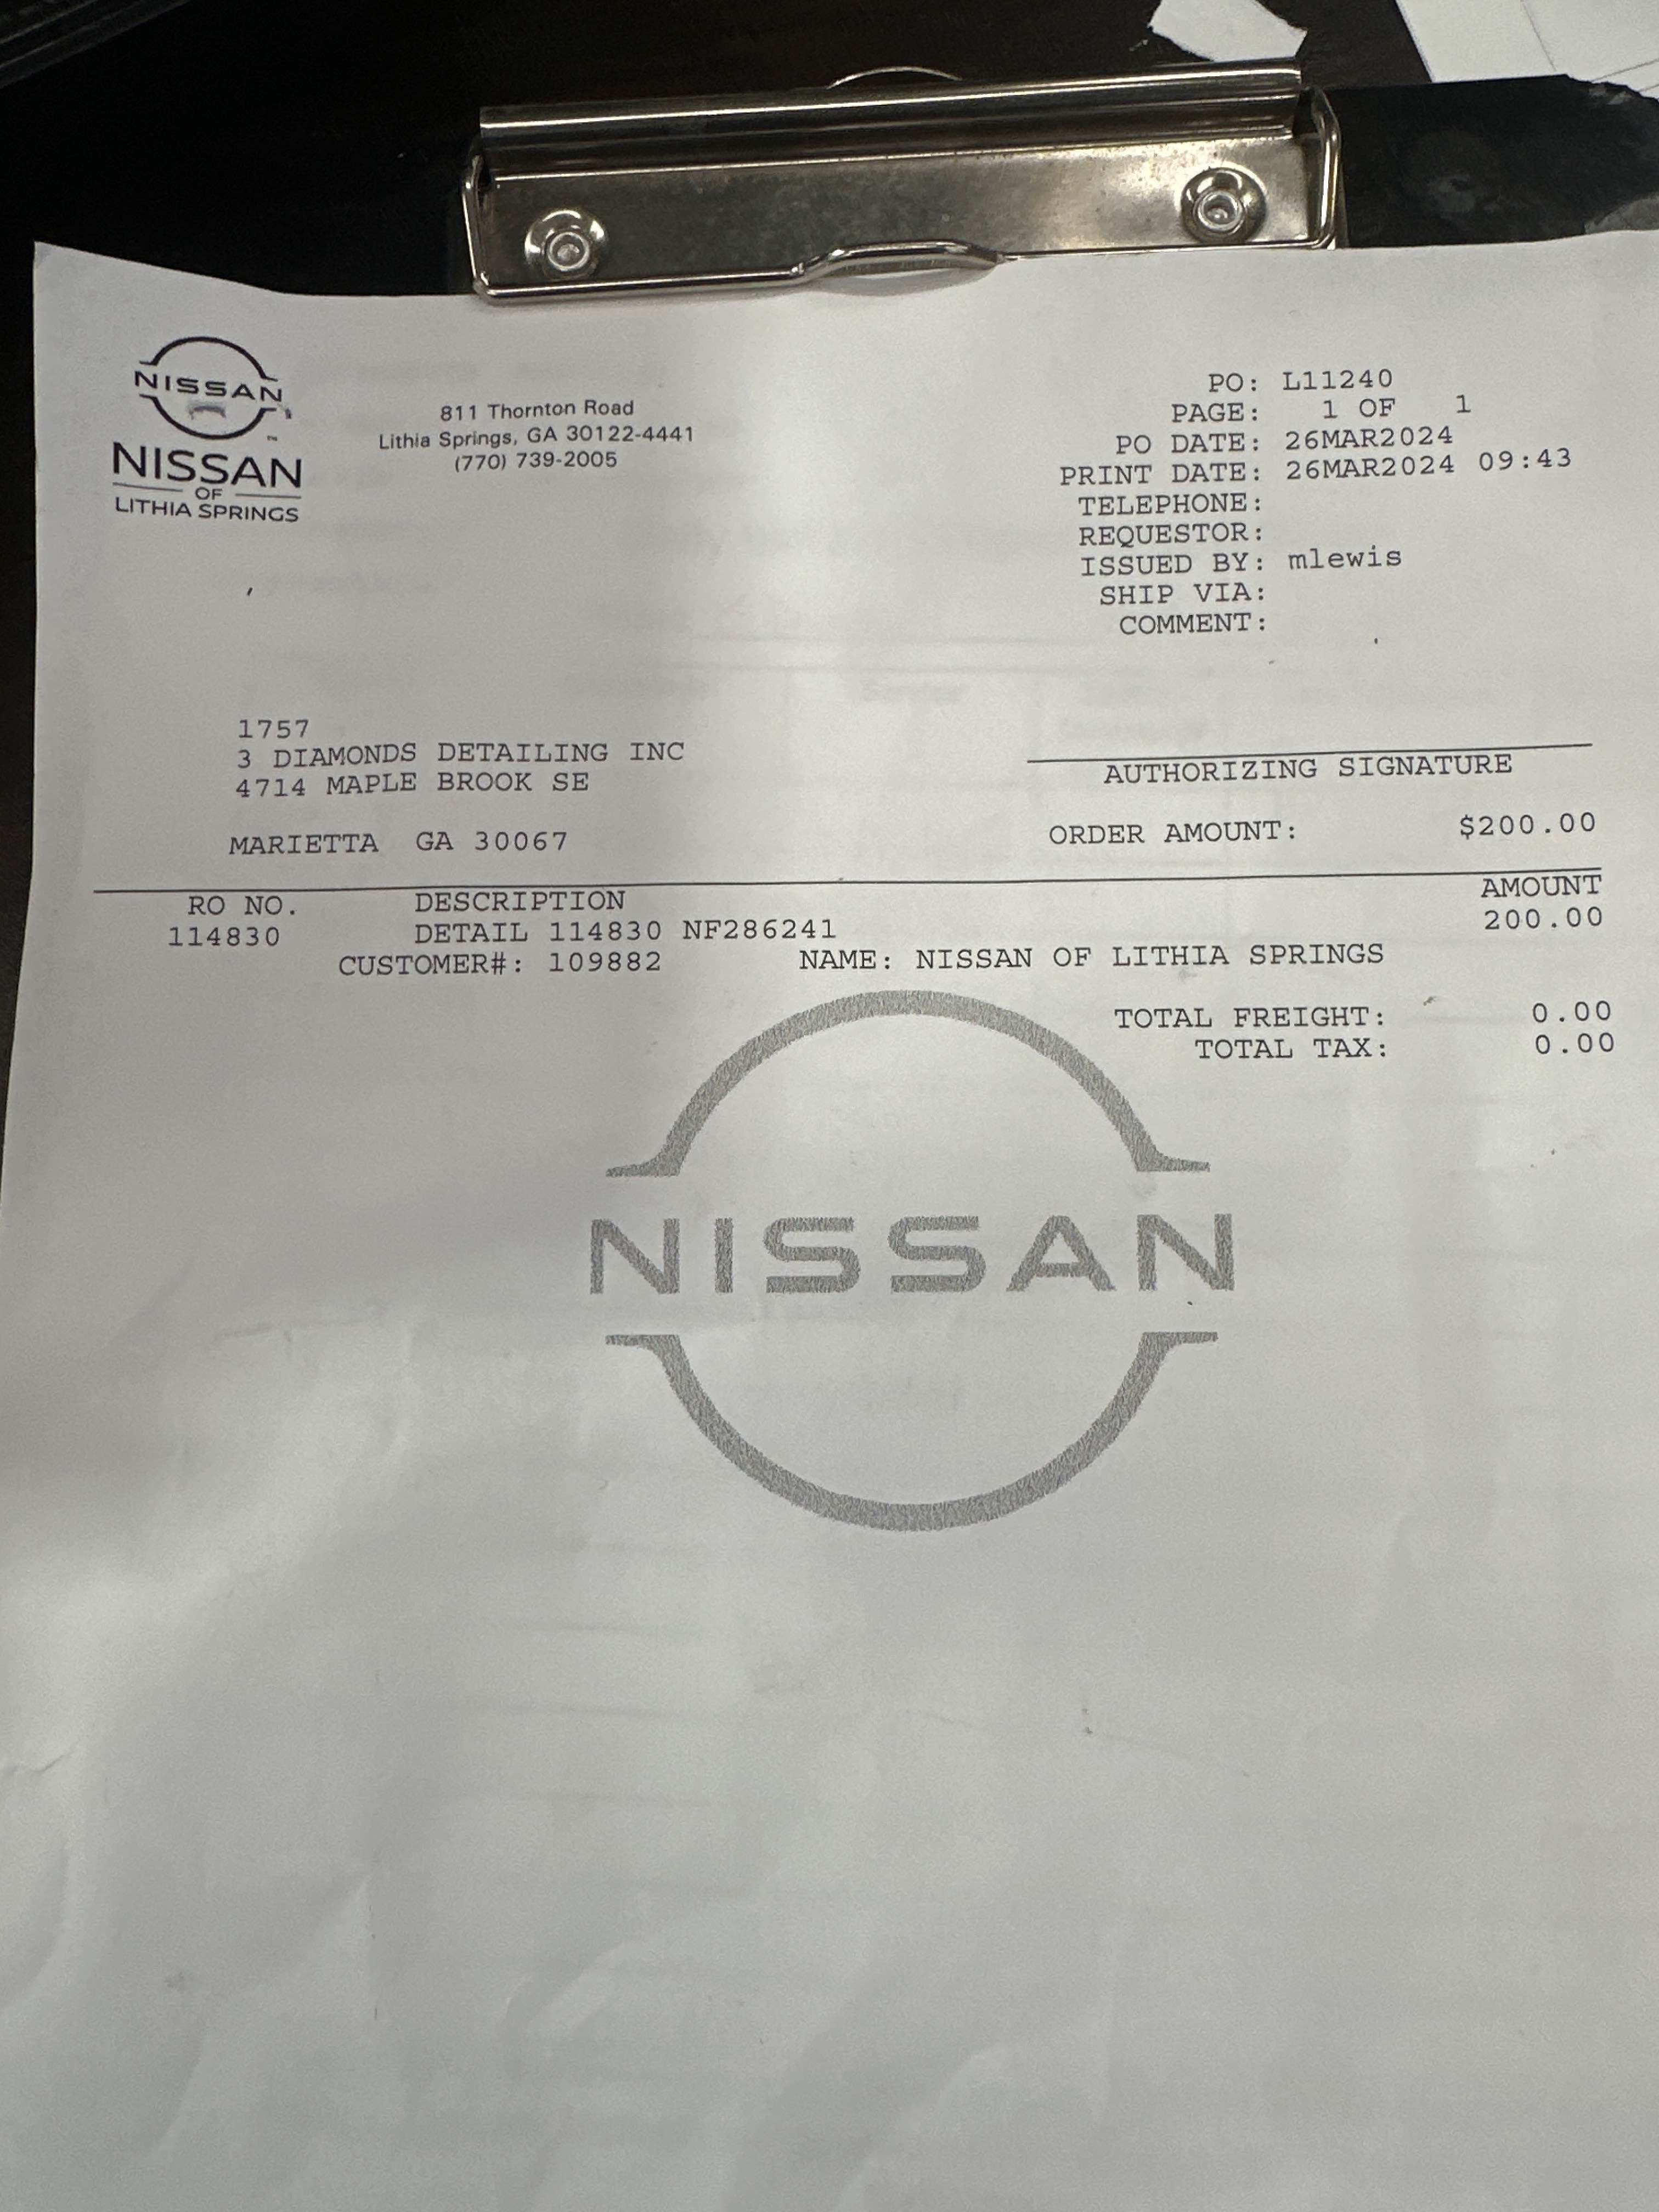 NISSAN
NISSAN
OF
LITHIA SPRINGS
811 Thornton Road
Lithia Springs, GA 30122-4441
(770) 739-2005
PO: L11240
PAGE: 1 OF 1
PO DATE: 26MAR2024
PRINT DATE: 26MAR2024 09:43
TELEPHONE:
REQUESTOR:
ISSUED BY: mlewis
SHIP VIA:
COMMENT:
1757
3 DIAMONDS DETAILING INC
4714 MAPLE BROOK SE
MARIETTA GA 30067
AUTHORIZING SIGNATURE
ORDER AMOUNT: $200.00
RO NO. DESCRIPTION AMOUNT
114830 DETAIL 114830 NF286241 200.00
CUSTOMER#: 109882 NAME: NISSAN OF LITHIA SPRINGS
TOTAL FREIGHT: 0.00
TOTAL TAX: 0.00
NISSAN